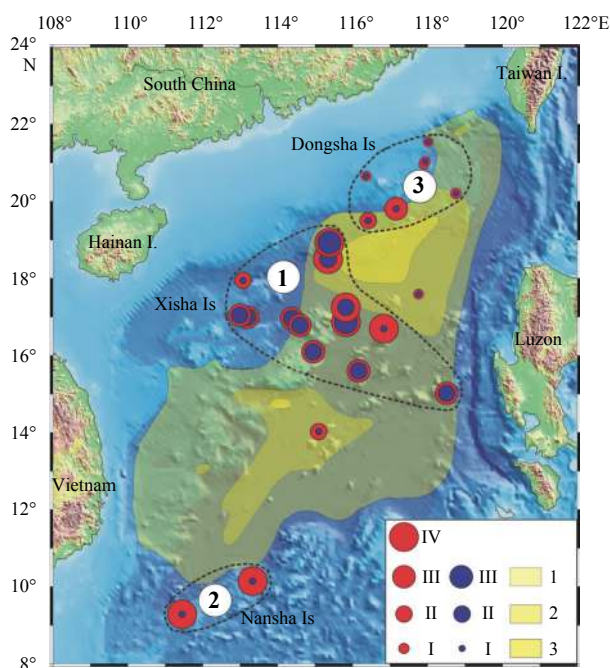 110° 112° 114° 116° 118° 120° 122°E
24°
N
22°
20°
18°
16°
14°
12°
10°
8°
South China
Taiwan I.
Dongsha Is
3
Hainan I.
1
Xisha Is
Luzon
Vietnam
2
Nansha Is
IV
III III 1
II II 2
I I 3